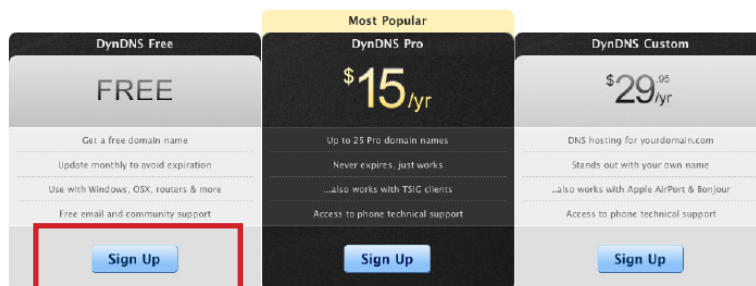 Most Popular
DynDNS Free
FREE
Get a free domain name
Update monthly to avoid expiration
Use with Windows, OSX, routers & more
Free email and community support
Sign Up
DynDNS Pro
$15/yr
Up to 25 Pro domain names
Never expires, just works
...also works with TSIG clients
Access to phone technical support
Sign Up
DynDNS Custom
$29.95/yr
DNS hosting for yourdomain.com
Stands out with your own name
...also works with Apple AirPort & Bonjour
Access to phone technical support
Sign Up